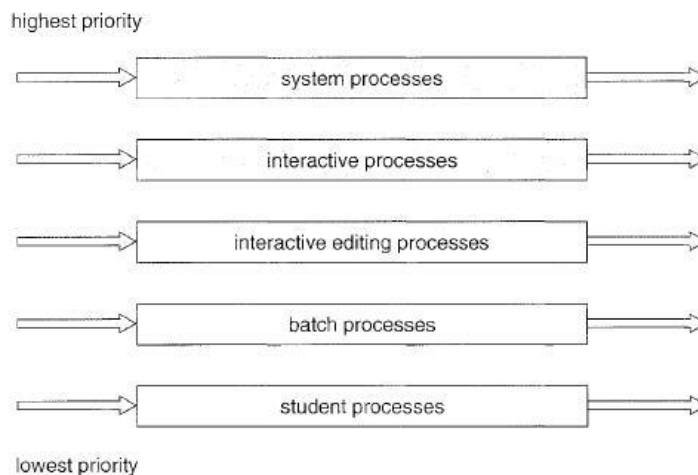 highest priority
system processes
interactive processes
interactive editing processes
batch processes
student processes
lowest priority